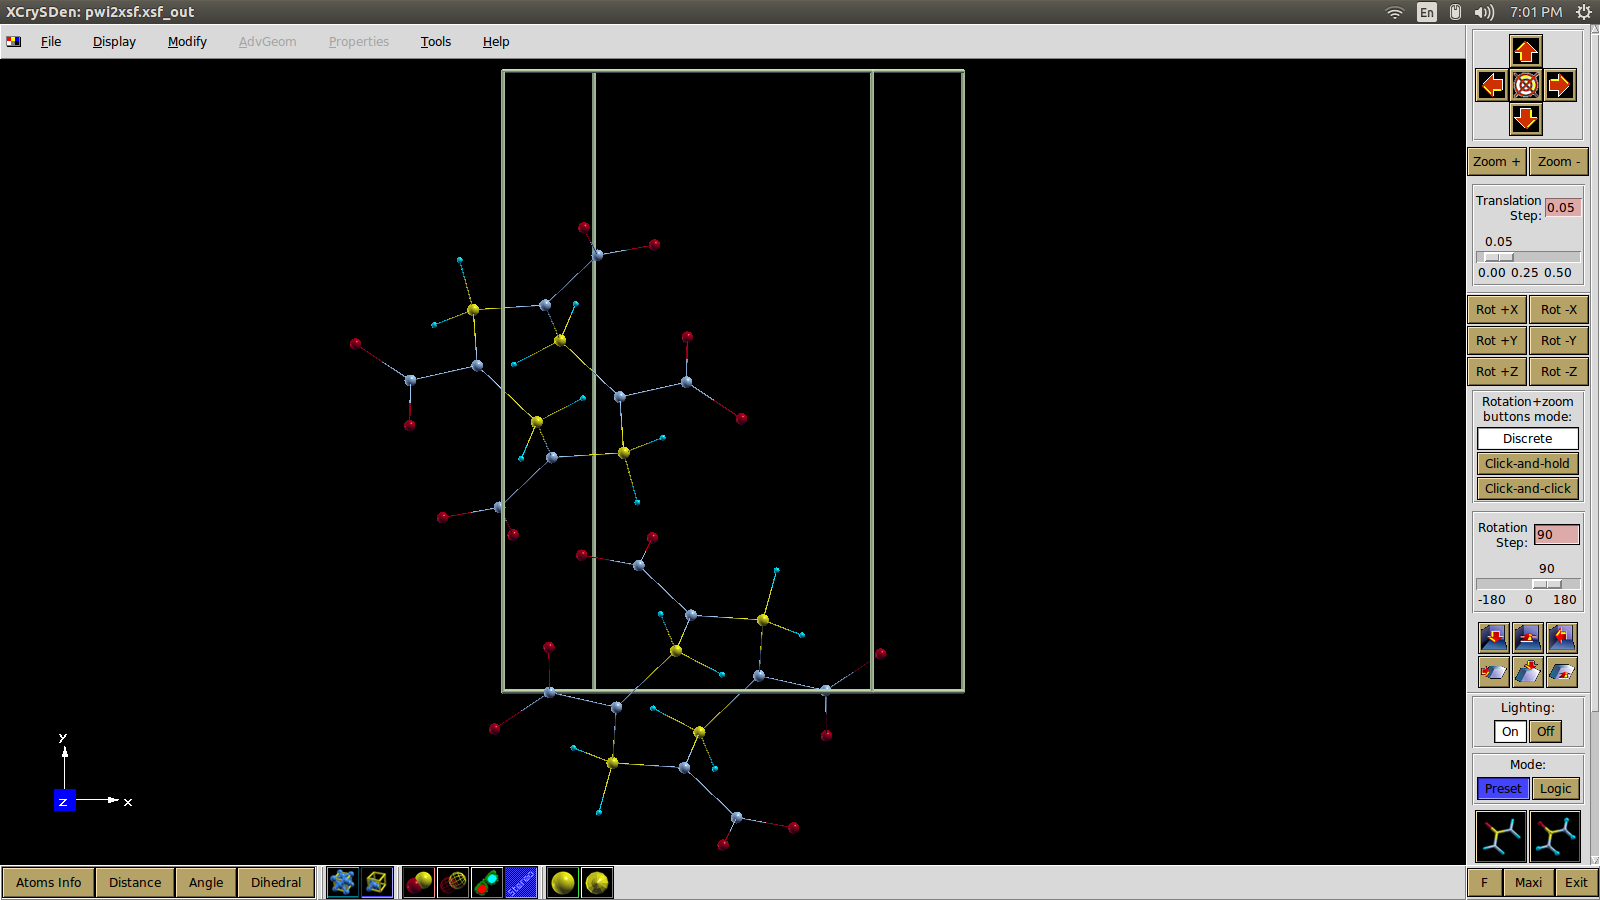 XCrySDen: pwi2xsf.xsf_out
En
7:01 PM
File Display Modify AdvGeom Properties Tools Help
Zoom + Zoom -
Translation
Step: 0.05
0.05
0.00 0.25 0.50
Rot +X Rot -X
Rot +Y Rot -Y
Rot +Z Rot -Z
Rotation+zoom
buttons mode:
Discrete
Click-and-hold
Click-and-click
Rotation
Step: 90
90
-180 0 180
Lighting:
On Off
Mode:
Preset Logic
y
z x
Atoms Info Distance Angle Dihedral Stereo F Maxi Exit